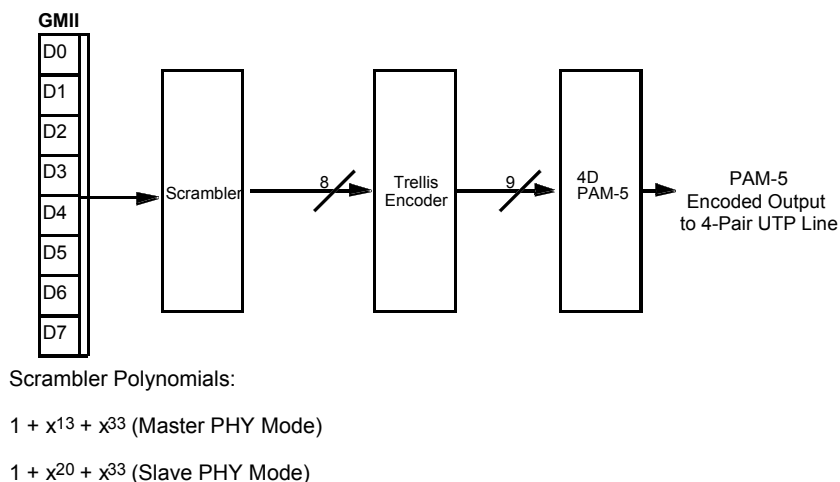 GMII
D0
D1
D2
D3
D4
D5
D6
D7
Scrambler
8
Trellis
Encoder
9
4D
PAM-5
PAM-5
Encoded Output
to 4-Pair UTP Line
Scrambler Polynomials:
1 + x13 + x33 (Master PHY Mode)
1 + x20 + x33 (Slave PHY Mode)